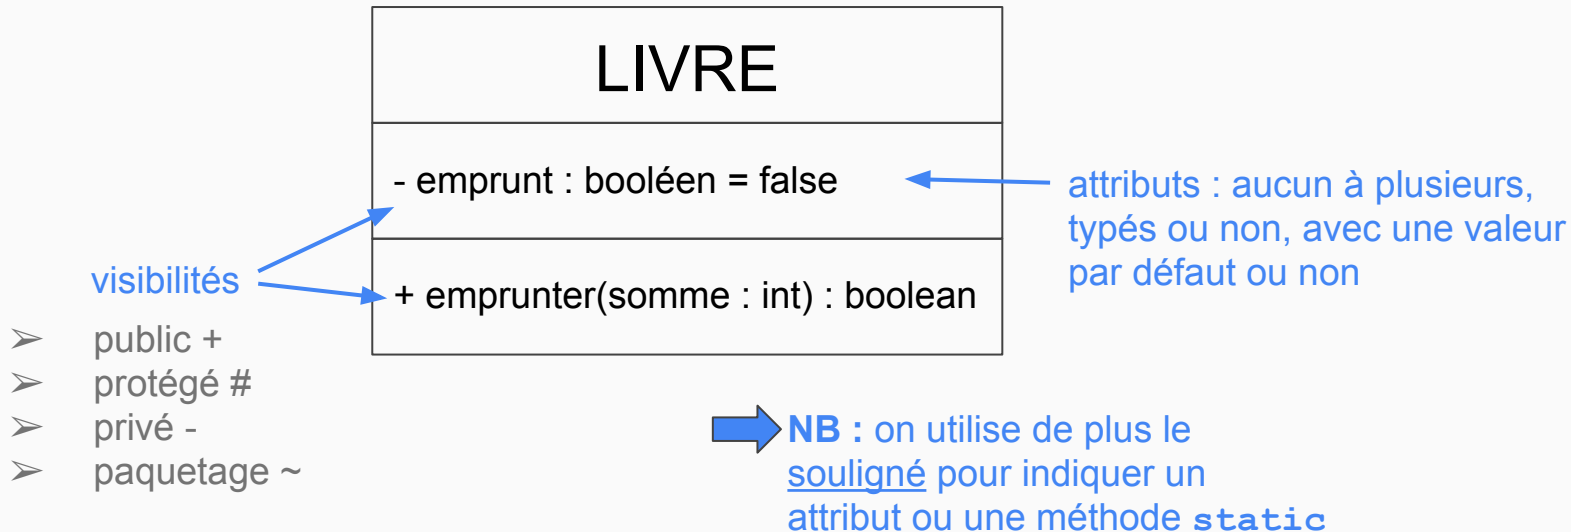 LIVRE
- emprunt : booléen = false
+ emprunter(somme : int) : boolean
attributs : aucun à plusieurs,
typés ou non, avec une valeur
par défaut ou non
visibilités
➢ public +
➢ protégé #
➢ privé -
➢ paquetage ~
NB : on utilise de plus le
souligné pour indiquer un
attribut ou une méthode static